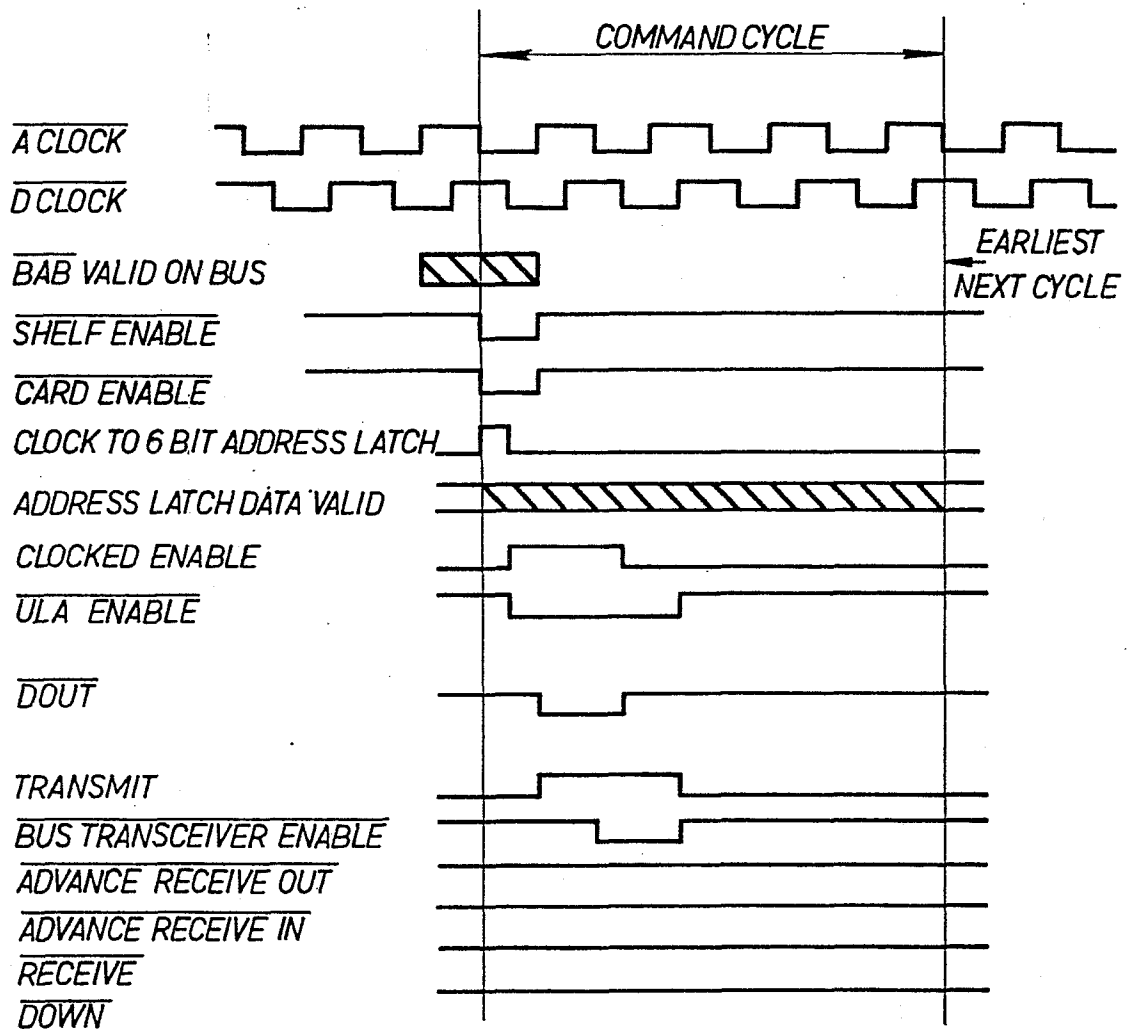 COMMAND CYCLE
A CLOCK
D CLOCK
BAB VALID ON BUS
EARLIEST
NEXT CYCLE
SHELF ENABLE
CARD ENABLE
CLOCK TO 6 BIT ADDRESS LATCH
ADDRESS LATCH DATA VALID
CLOCKED ENABLE
ULA ENABLE
DOUT
TRANSMIT
BUS TRANSCEIVER ENABLE
ADVANCE RECEIVE OUT
ADVANCE RECEIVE IN
RECEIVE
DOWN